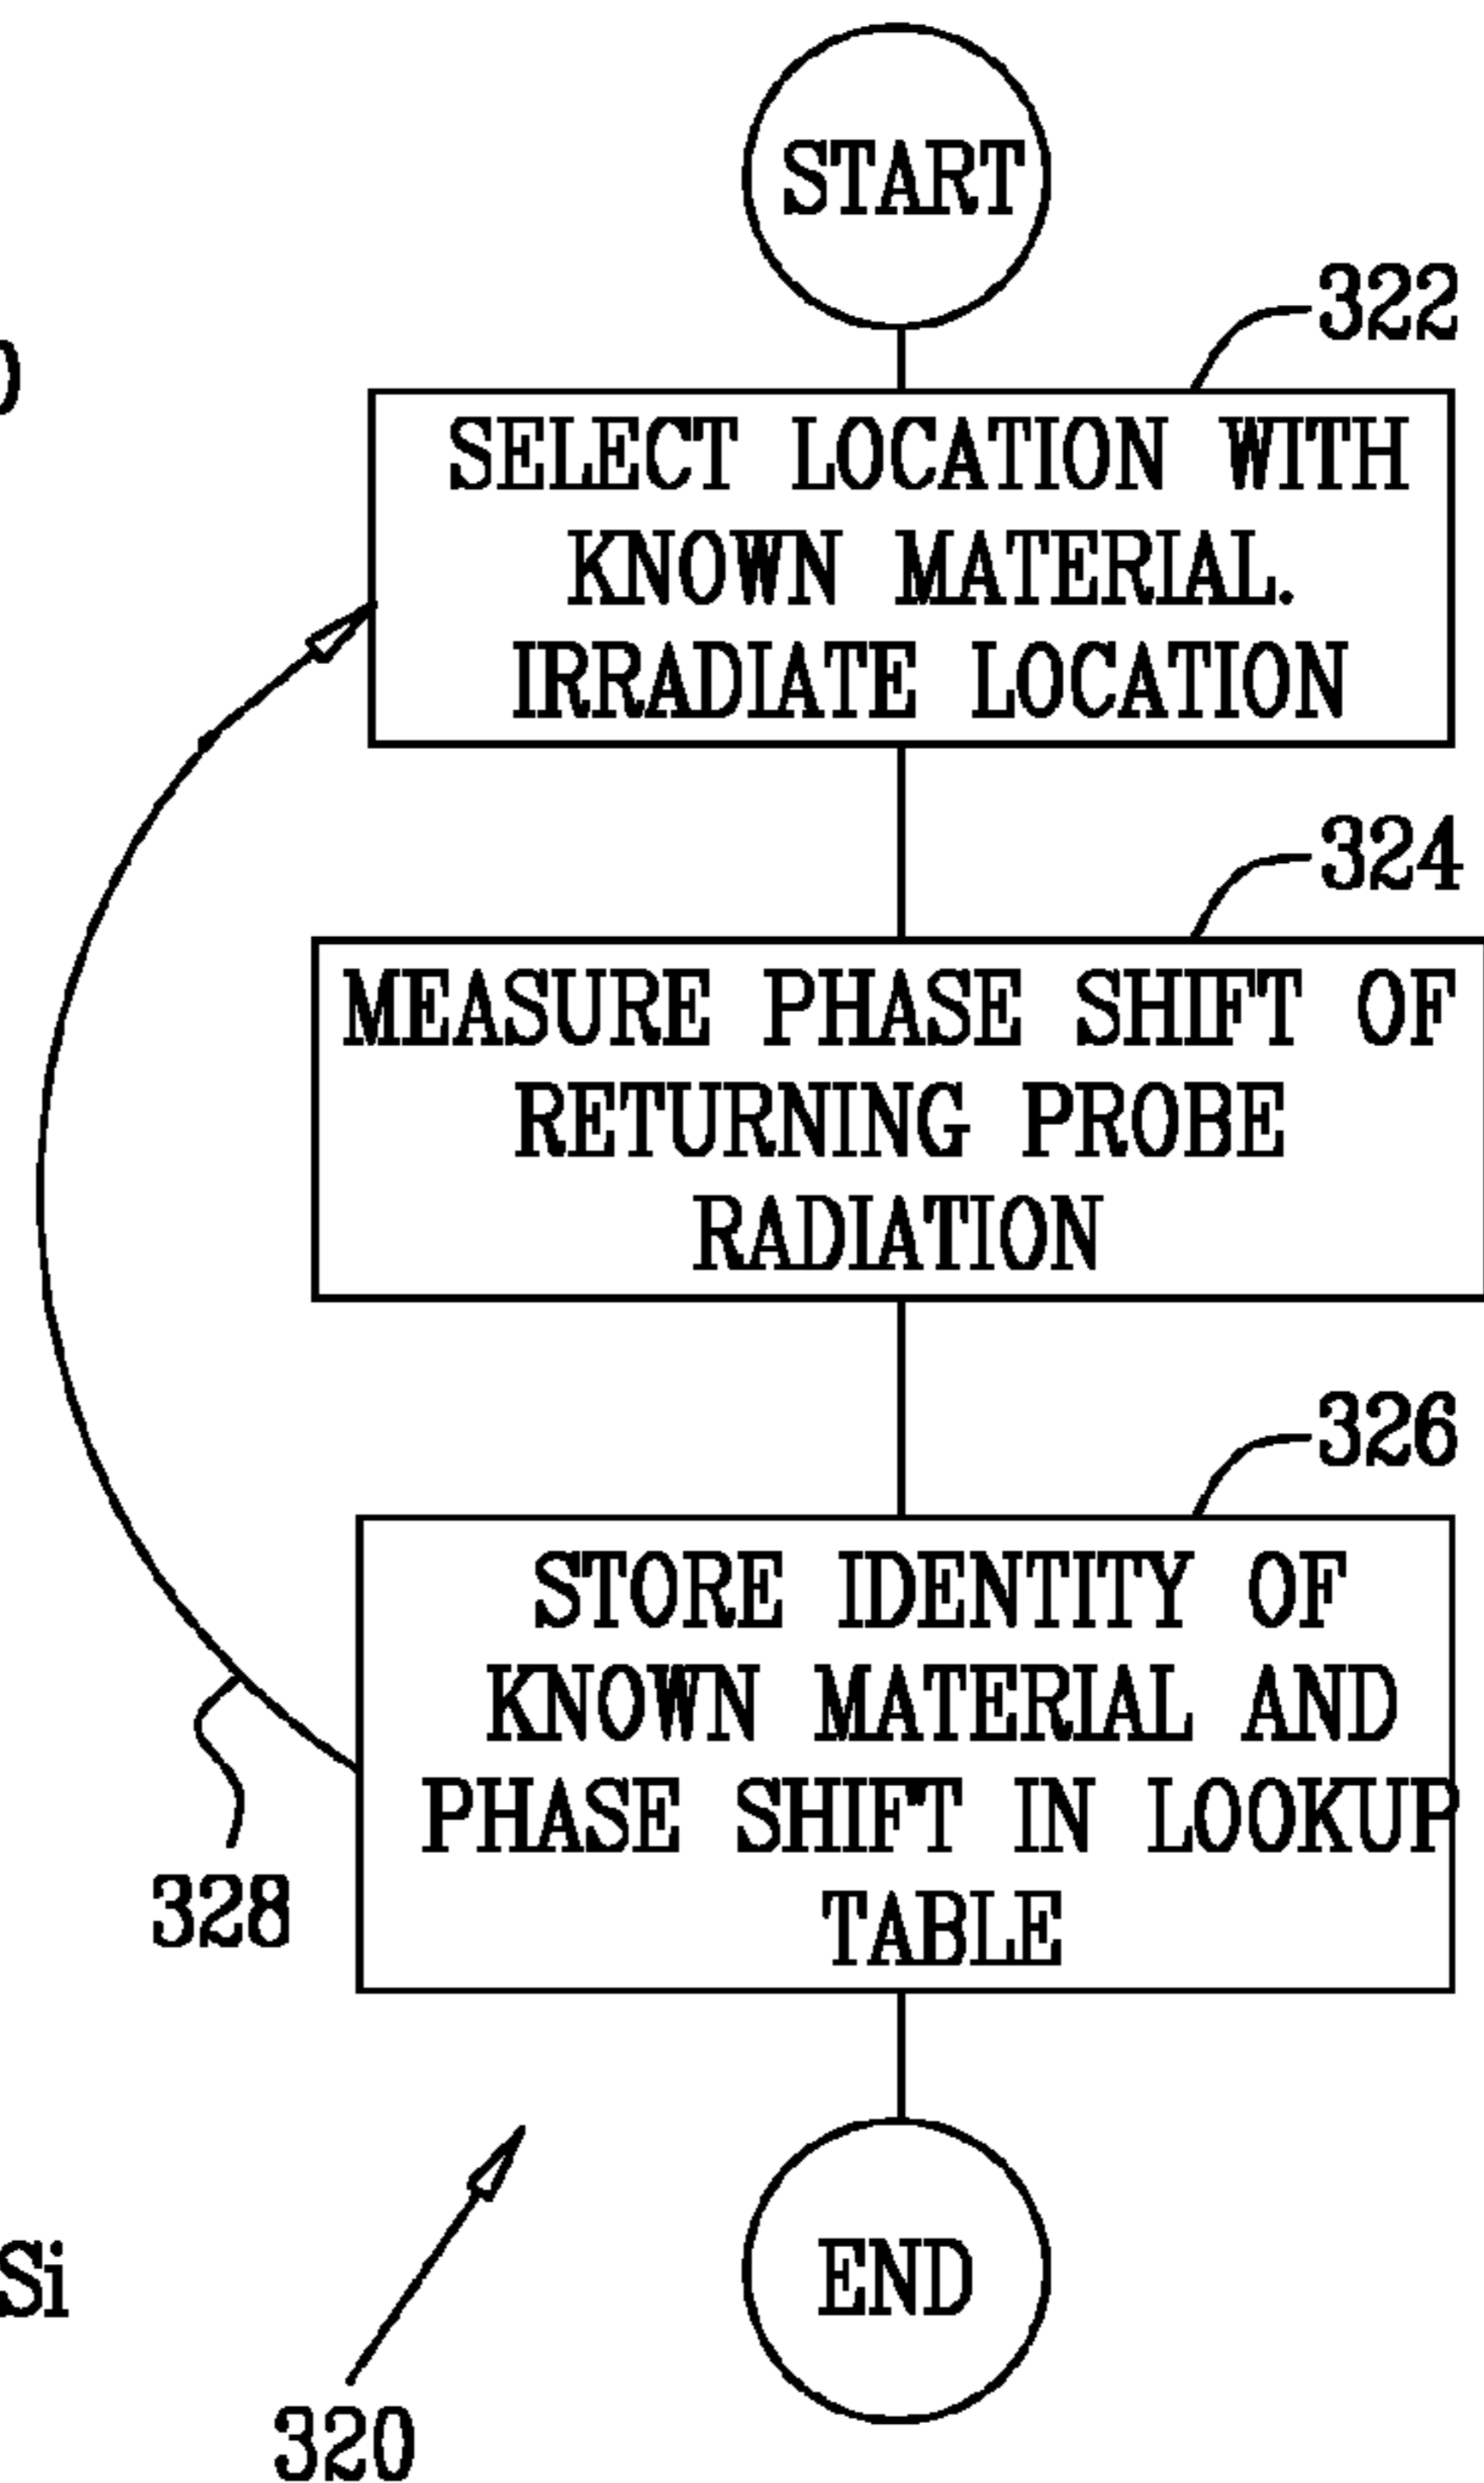 START
322
SELECT LOCATION WITH
KNOWN MATERIAL.
IRRADIATE LOCATION
324
MEASURE PHASE SHIFT OF
RETURNING PROBE
RADIATION
326
STORE IDENTITY OF
KNOWN MATERIAL AND
PHASE SHIFT IN LOOKUP
TABLE
328
END
Si
320